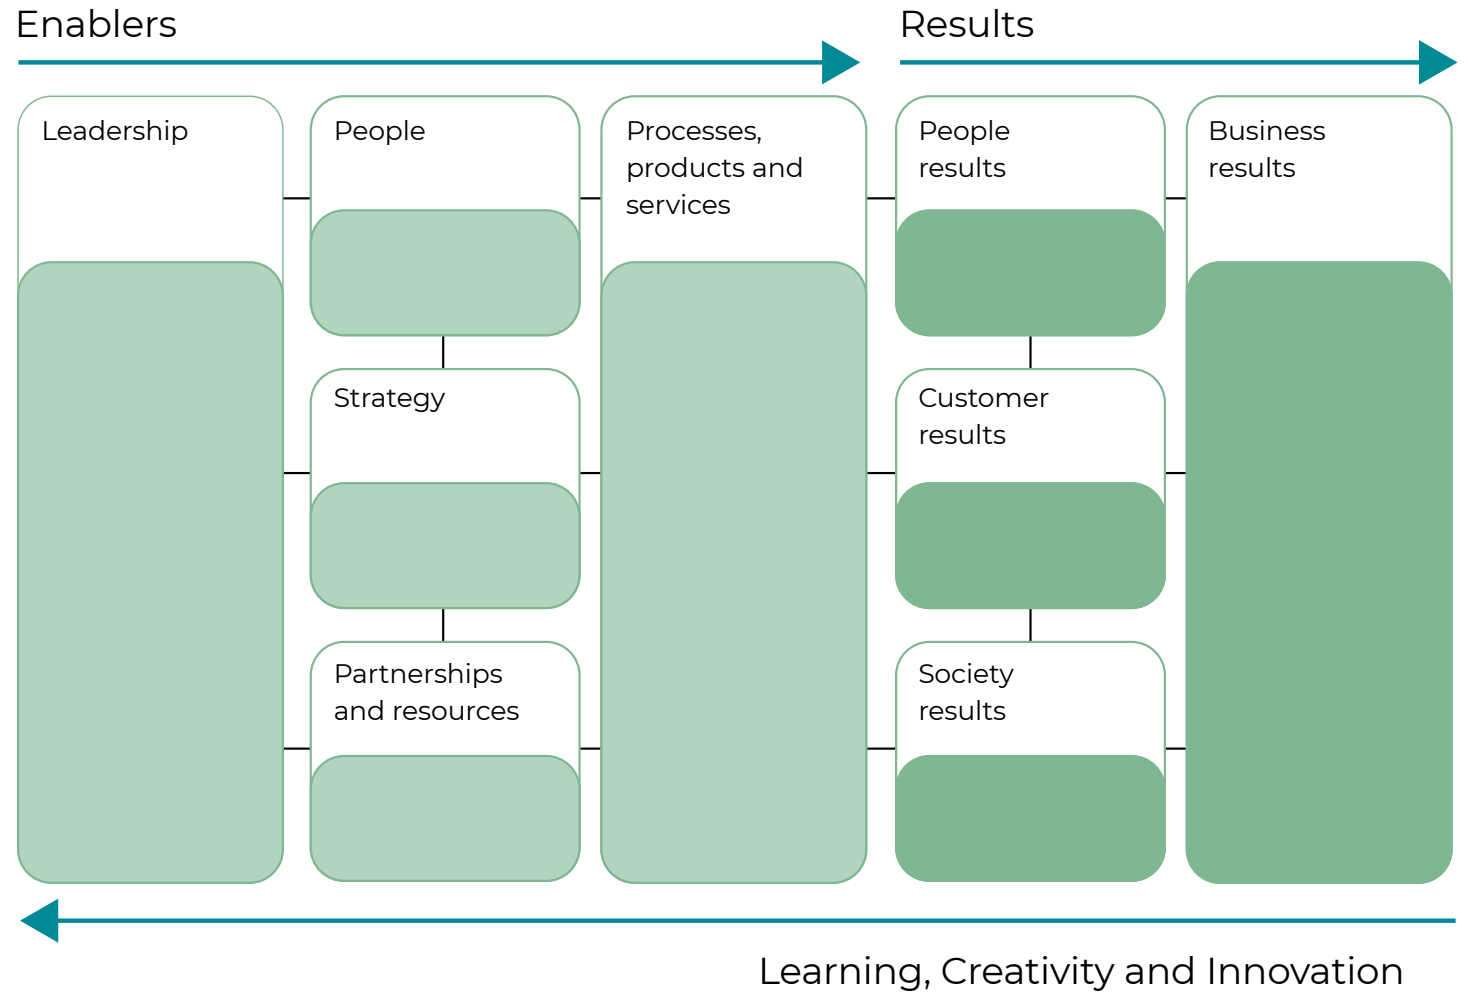 Enablers
Results
Leadership
People
Processes,
products and
services
People
results
Business
results
Strategy
Customer
results
Partnerships
and resources
Society
results
Learning, Creativity and Innovation